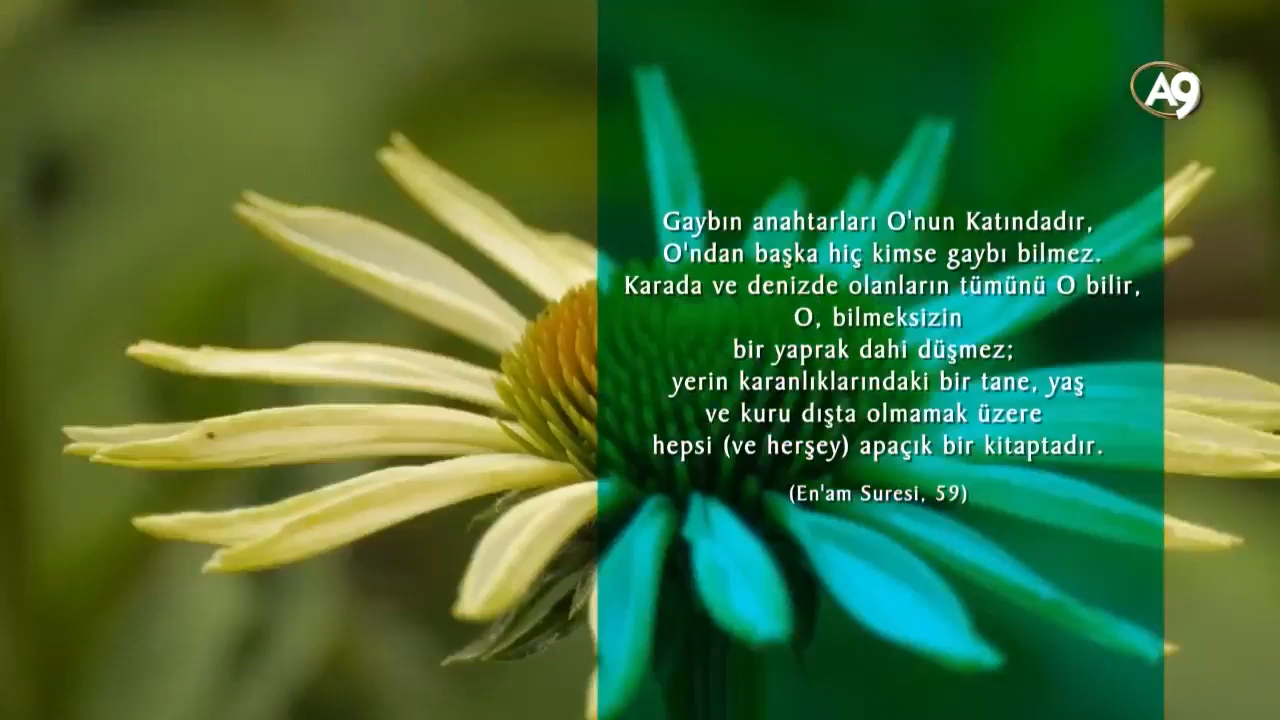 A9
Gaybın anahtarları O'nun Katındadır,
O'ndan başka hiç kimse gaybı bilmez.
Karada ve denizde olanların tümünü O bilir,
O, bilmeksizin
bir yaprak dahi düşmez;
yerin karanlıklarındaki bir tane, yaş
ve kuru dışta olmamak üzere
hepsi (ve herşey) apaçık bir kitaptadır.
(En'am Suresi, 59)